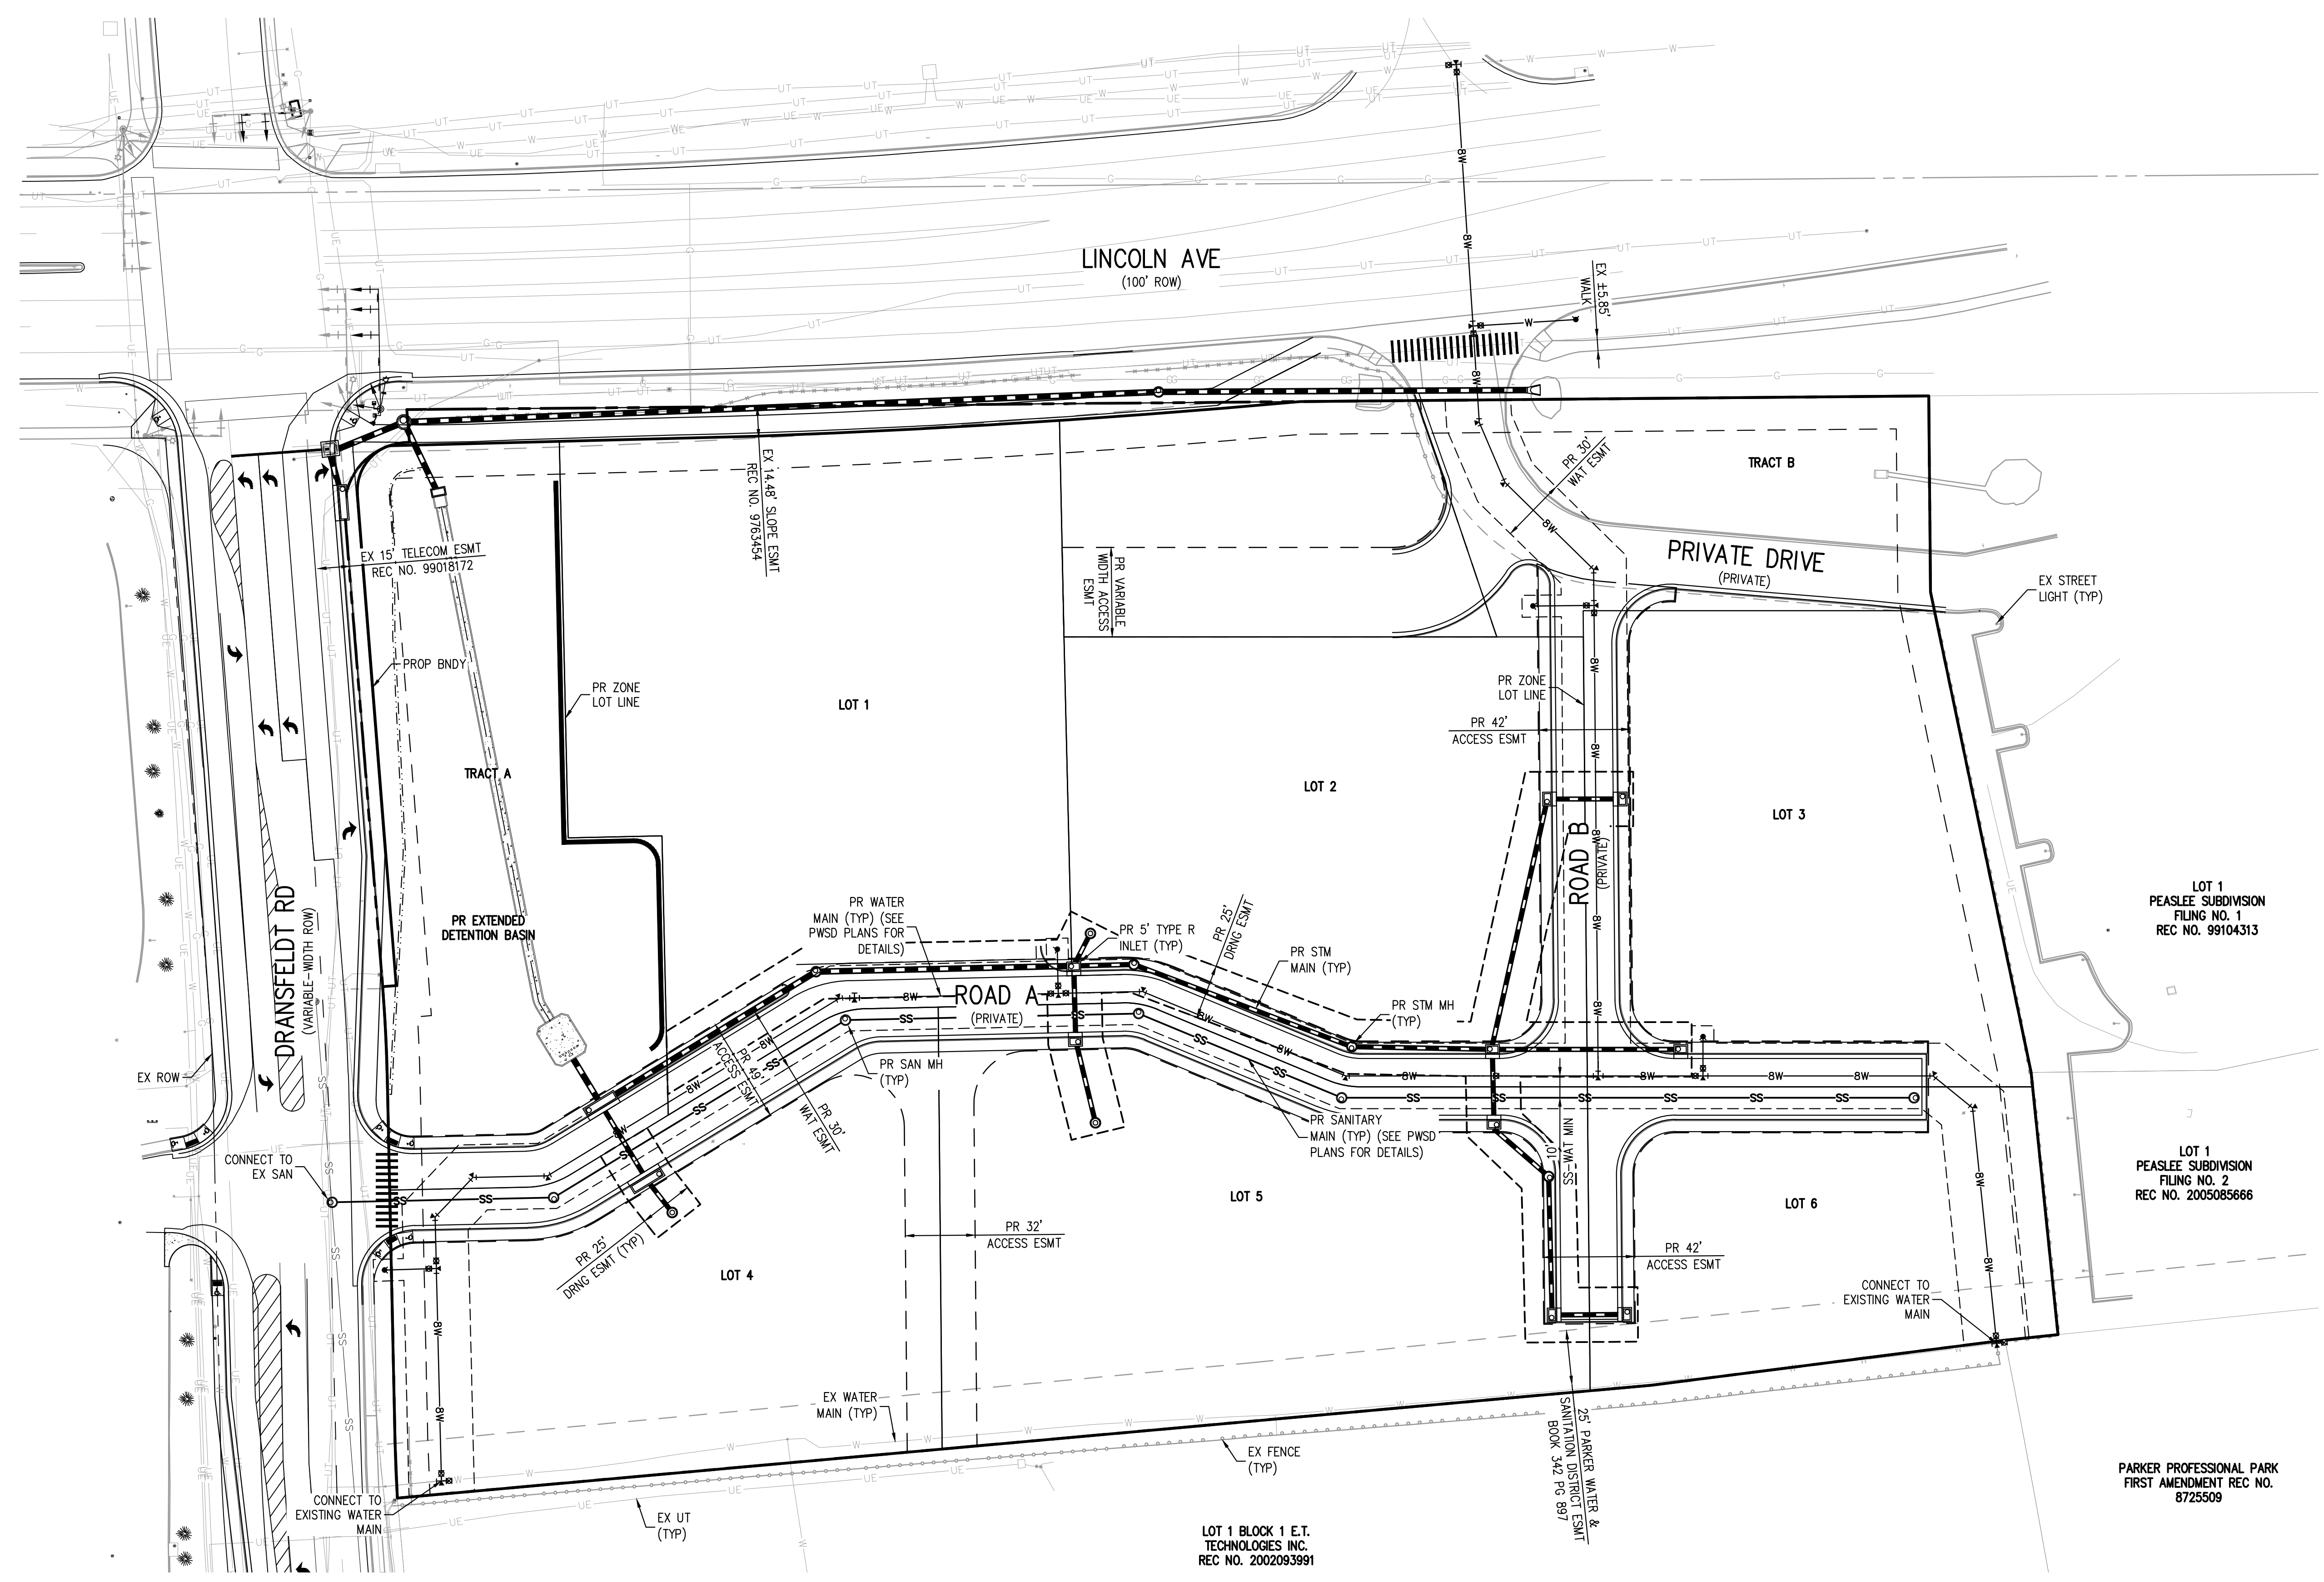 LINCOLN AVE
(100' ROW)
EX ±5.85'
WALK
EX 14.48' SLOPE ESMT
REC NO. 9763454
EX 15' TELECOM ESMT
REC NO. 99018172
PR 30'
WAT ESMT
TRACT B
PRIVATE DRIVE
(PRIVATE)
EX STREET
LIGHT (TYP)
PR VARIABLE
WIDTH ACCESS
ESMT
PROP BNDY
PR ZONE
LOT LINE
LOT 1
PR ZONE
LOT LINE
PR 42'
ACCESS ESMT
TRACT A
LOT 2
LOT 3
ROAD B
(PRIVATE)
DRANSFELDT RD
(VARIABLE-WIDTH ROW)
PR EXTENDED
DETENTION BASIN
PR WATER
MAIN (TYP) (SEE
PWSD PLANS FOR
DETAILS)
PR 5' TYPE R
INLET (TYP)
PR 25'
DRNG ESMT
PR STM
MAIN (TYP)
PR STM MH
(TYP)
ROAD A
(PRIVATE)
LOT 1
PEASLEE SUBDIVISION
FILING NO. 1
REC NO. 99104313
EX ROW
PR 49'
ACCESS ESMT
PR 30'
WAT ESMT
PR SAN MH
(TYP)
PR SANITARY
MAIN (TYP) (SEE PWSD
PLANS FOR DETAILS)
10'
SS-WAT MIN
CONNECT TO
EX SAN
LOT 1
PEASLEE SUBDIVISION
FILING NO. 2
REC NO. 2005085666
LOT 5
LOT 6
PR 25'
DRNG ESMT (TYP)
PR 32'
ACCESS ESMT
PR 42'
ACCESS ESMT
LOT 4
CONNECT TO
EXISTING WATER
MAIN
EX WATER
MAIN (TYP)
25' PARKER WATER &
SANITATION DISTRICT ESMT
BOOK 342 PG 897
EX FENCE
(TYP)
CONNECT TO
EXISTING WATER
MAIN
EX UT
(TYP)
LOT 1 BLOCK 1 E.T.
TECHNOLOGIES INC.
REC NO. 2002093991
PARKER PROFESSIONAL PARK
FIRST AMENDMENT REC NO.
8725509